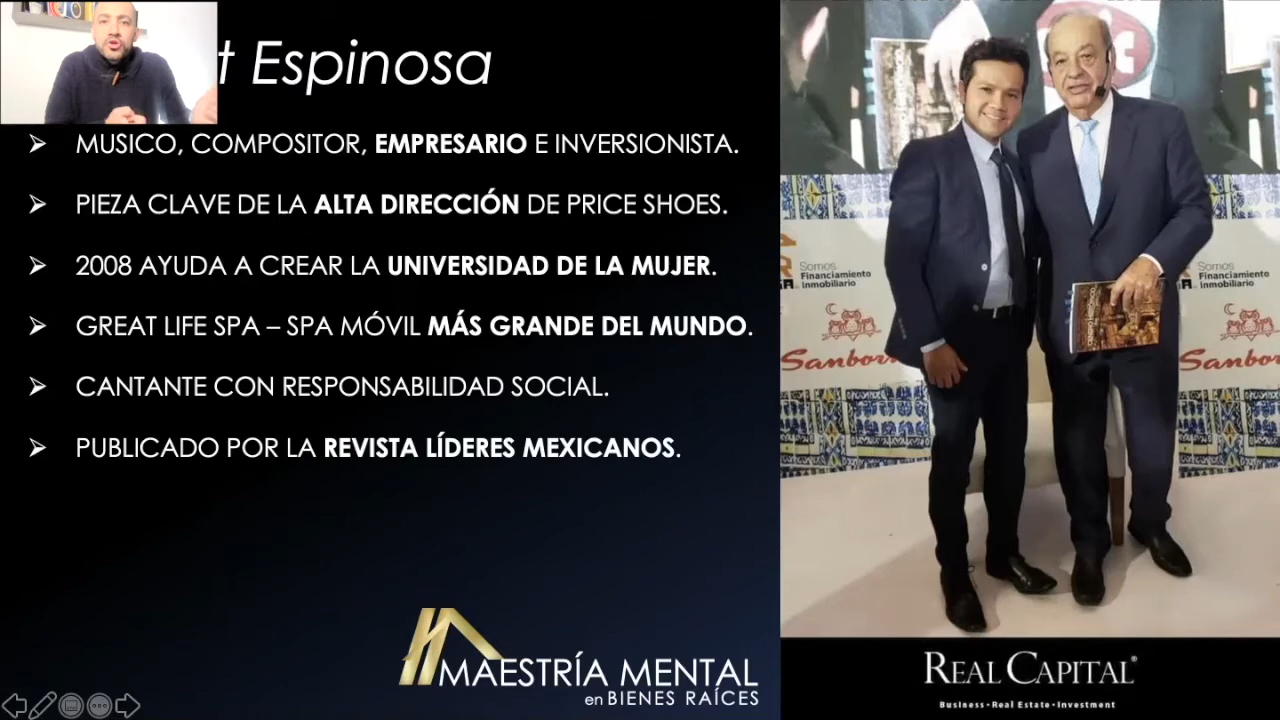 t Espinosa
➢ MUSICO, COMPOSITOR, EMPRESARIO E INVERSIONISTA.
➢ PIEZA CLAVE DE LA ALTA DIRECCIÓN DE PRICE SHOES.
➢ 2008 AYUDA A CREAR LA UNIVERSIDAD DE LA MUJER.
➢ GREAT LIFE SPA – SPA MÓVIL MÁS GRANDE DEL MUNDO.
➢ CANTANTE CON RESPONSABILIDAD SOCIAL.
➢ PUBLICADO POR LA REVISTA LÍDERES MEXICANOS.
MAESTRÍA MENTAL
en BIENES RAÍCES
Somos
Financiamiento
Inmobiliario
Sanborn
Somos
Financiamiento
Inmobiliario
Sanbor
REAL CAPITAL®
Business • Real Estate • Investment